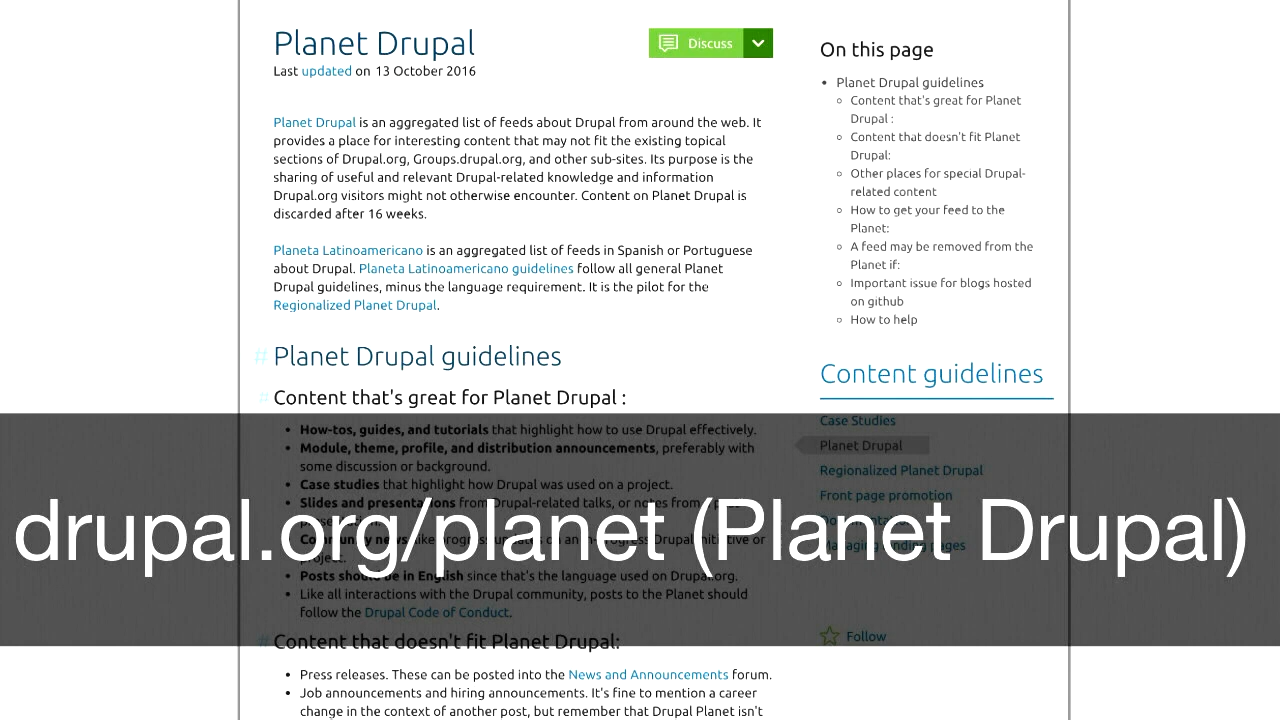 Planet Drupal
Last updated on 13 October 2016
Discuss
Planet Drupal is an aggregated list of feeds about Drupal from around the web. It
provides a place for interesting content that may not fit the existing topical
sections of Drupal.org, Groups.drupal.org, and other sub-sites. Its purpose is the
sharing of useful and relevant Drupal-related knowledge and information
Drupal.org visitors might not otherwise encounter. Content on Planet Drupal is
discarded after 16 weeks.
Planeta Latinoamericano is an aggregated list of feeds in Spanish or Portuguese
about Drupal. Planeta Latinoamericano guidelines follow all general Planet
Drupal guidelines, minus the language requirement. It is the pilot for the
Regionalized Planet Drupal.
# Planet Drupal guidelines
# Content that's great for Planet Drupal :
• How-tos, guides, and tutorials that highlight how to use Drupal effectively.
• Module, theme, profile, and distribution announcements, preferably with
some discussion or background.
• Case studies that highlight how Drupal was used on a project.
• Slides and presentations from Drupal-related talks, or notes from
project.
• Posts should be in English since that's the language used on Drupal.org.
• Like all interactions with the Drupal community, posts to the Planet should
follow the Drupal Code of Conduct.
# Content that doesn't fit Planet Drupal:
• Press releases. These can be posted into the News and Announcements forum.
• Job announcements and hiring announcements. It's fine to mention a career
change in the context of another post, but remember that Drupal Planet isn't
On this page
• Planet Drupal guidelines
○ Content that's great for Planet
Drupal :
○ Content that doesn't fit Planet
Drupal:
○ Other places for special Drupal-
related content
○ How to get your feed to the
Planet:
○ A feed may be removed from the
Planet if:
○ Important issue for blogs hosted
on github
○ How to help
Content guidelines
Case Studies
Planet Drupal
Regionalized Planet Drupal
Front page promotion
Managing landing pages
Follow
drupal.org/planet (Planet Drupal)